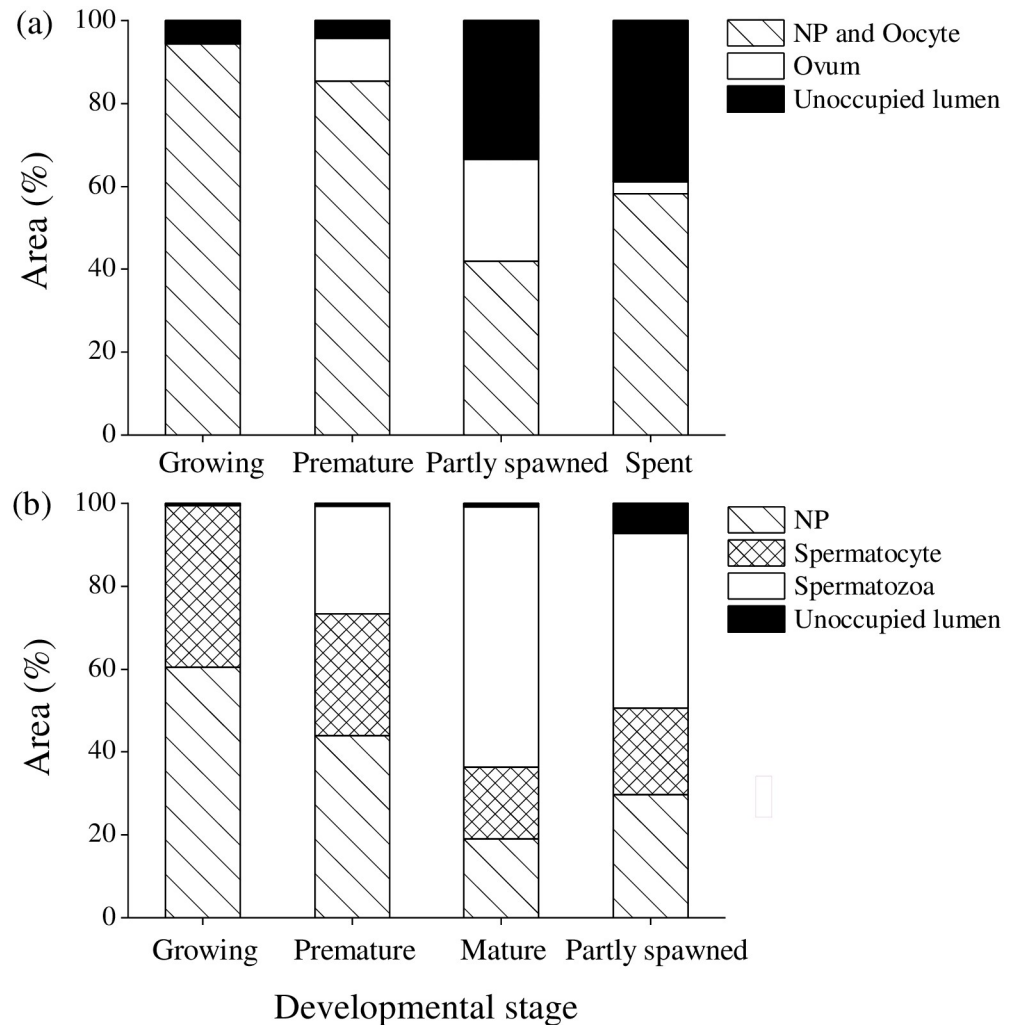 (a)
100
80
60
40
20
0
Area (%)
NP and Oocyte
Ovum
Unoccupied lumen
Growing Premature Partly spawned Spent
(b)
100
80
60
40
20
0
Area (%)
NP
Spermatocyte
Spermatozoa
Unoccupied lumen
Growing Premature Mature Partly spawned
Developmental stage